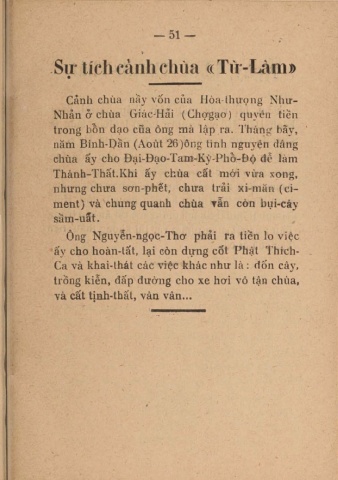 — 51 —
Sự tích cảnh chùa «Từ-Lâm»
Cảnh chùa nầy vốn của Hòa-thượng Như-
Nhản ở chùa Giác-Hải (Chợgạo) quyên tiền
trong bổn đạo của ông mà lập ra. Tháng bảy,
năm Bính-Dần (Août 26)ông tình nguyện dâng
chùa ấy cho Đại-Đạo-Tam-Kỳ-Phổ-Độ để làm
Thánh-Thất.Khi ấy chùa cất mới vừa xong,
nhưng chưa sơn-phết, chưa trải xi-măn (ci-
ment) và chung quanh chùa vẫn còn bụi-cây
sầm-uất.
Ông Nguyễn-ngọc-Thơ phải ra tiền lo việc
ấy cho hoàn-tất, lại còn dựng cốt Phật Thích-
Ca và khai-thát các việc khác như là : đốn cây,
trồng kiển, đấp đường cho xe hơi vô tận chùa,
và cất tịnh-thất, vân vân...